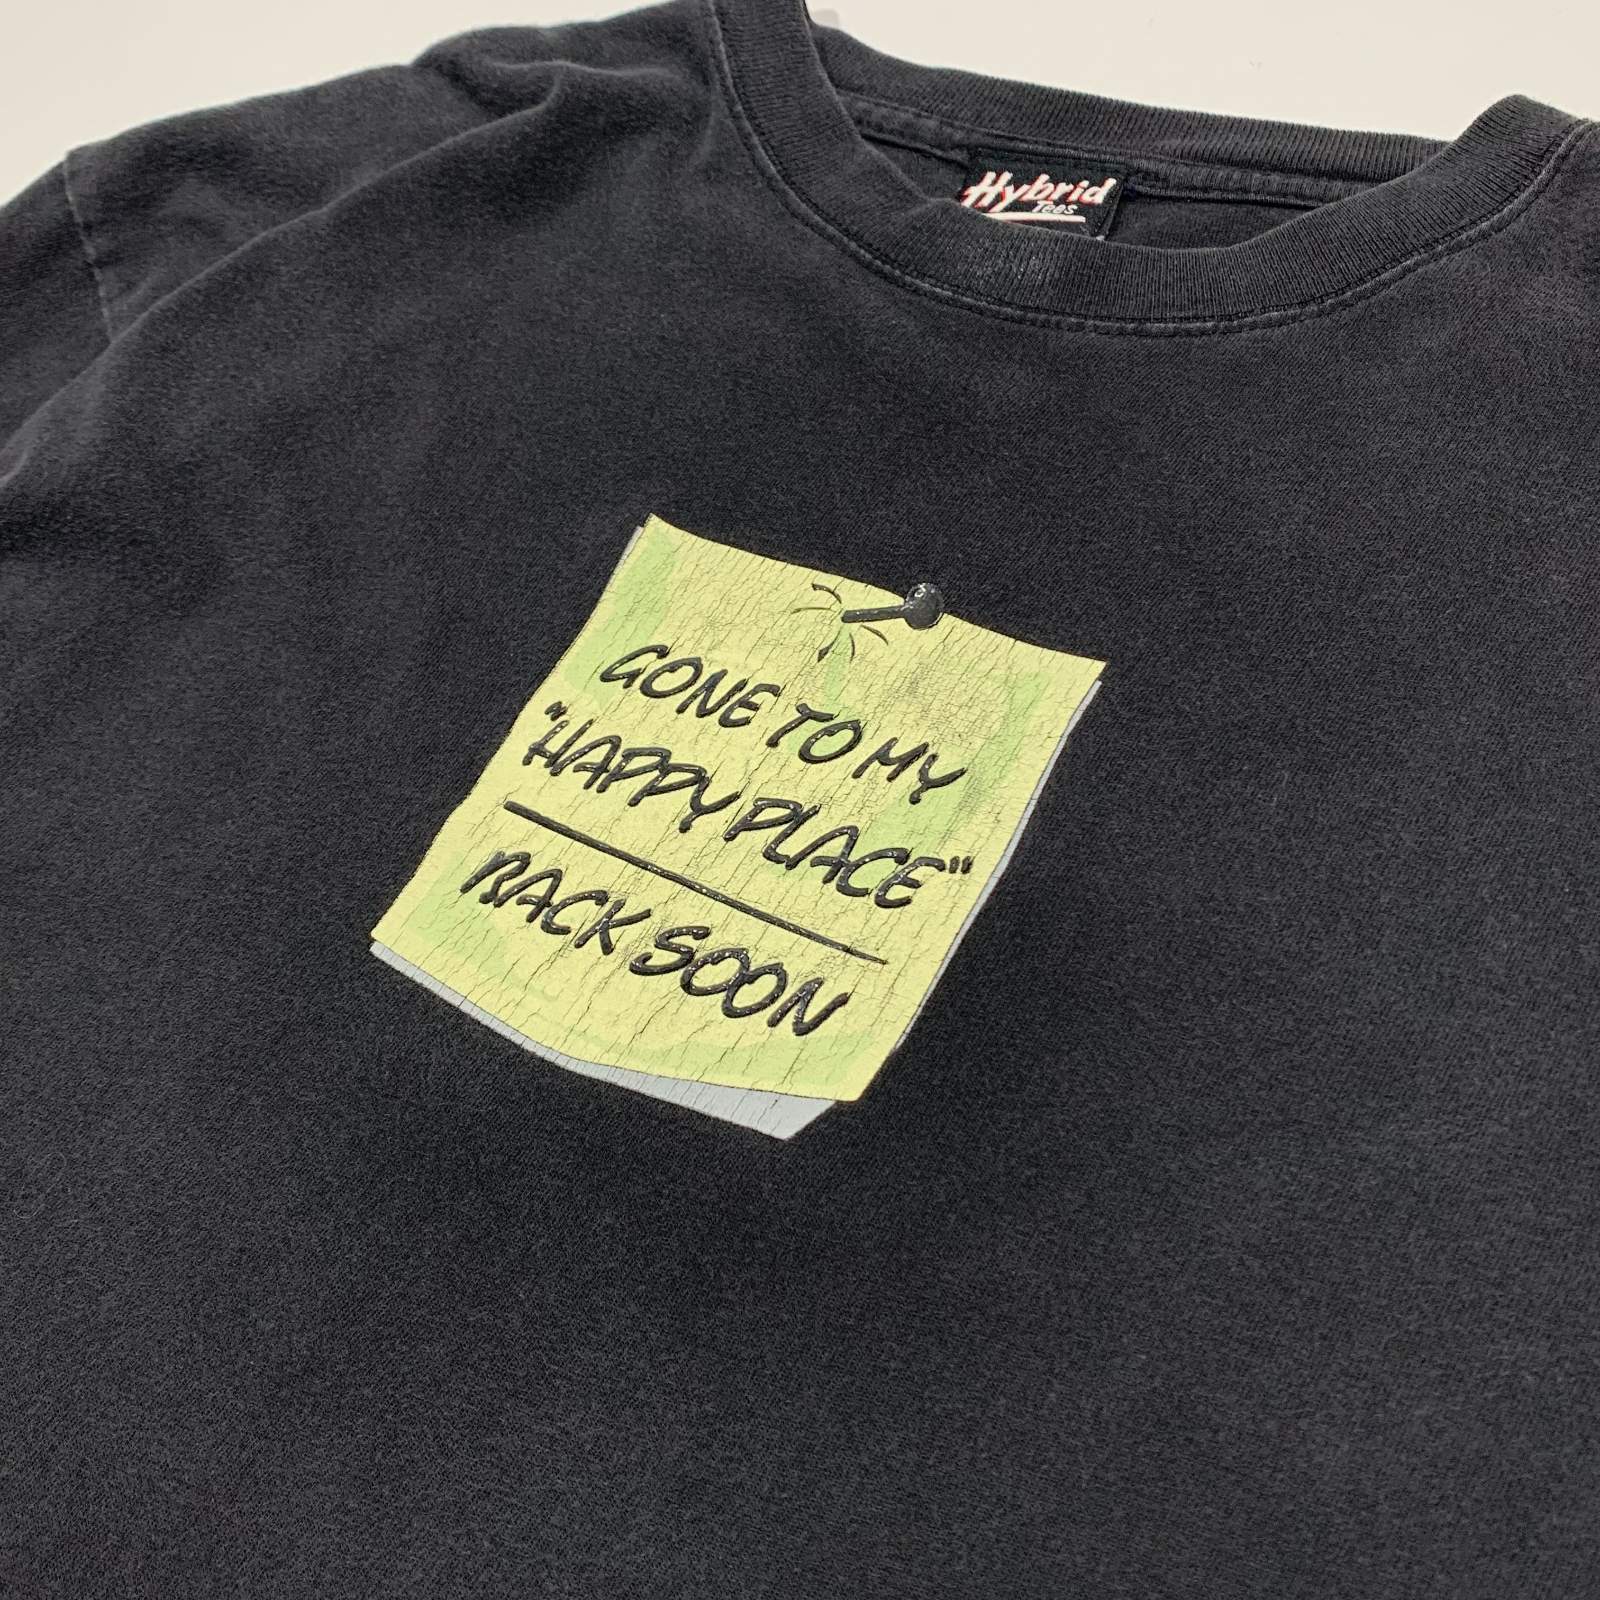 Hybrid
Tees
GONE TO MY
"HAPPY PLACE"
BACK SOON